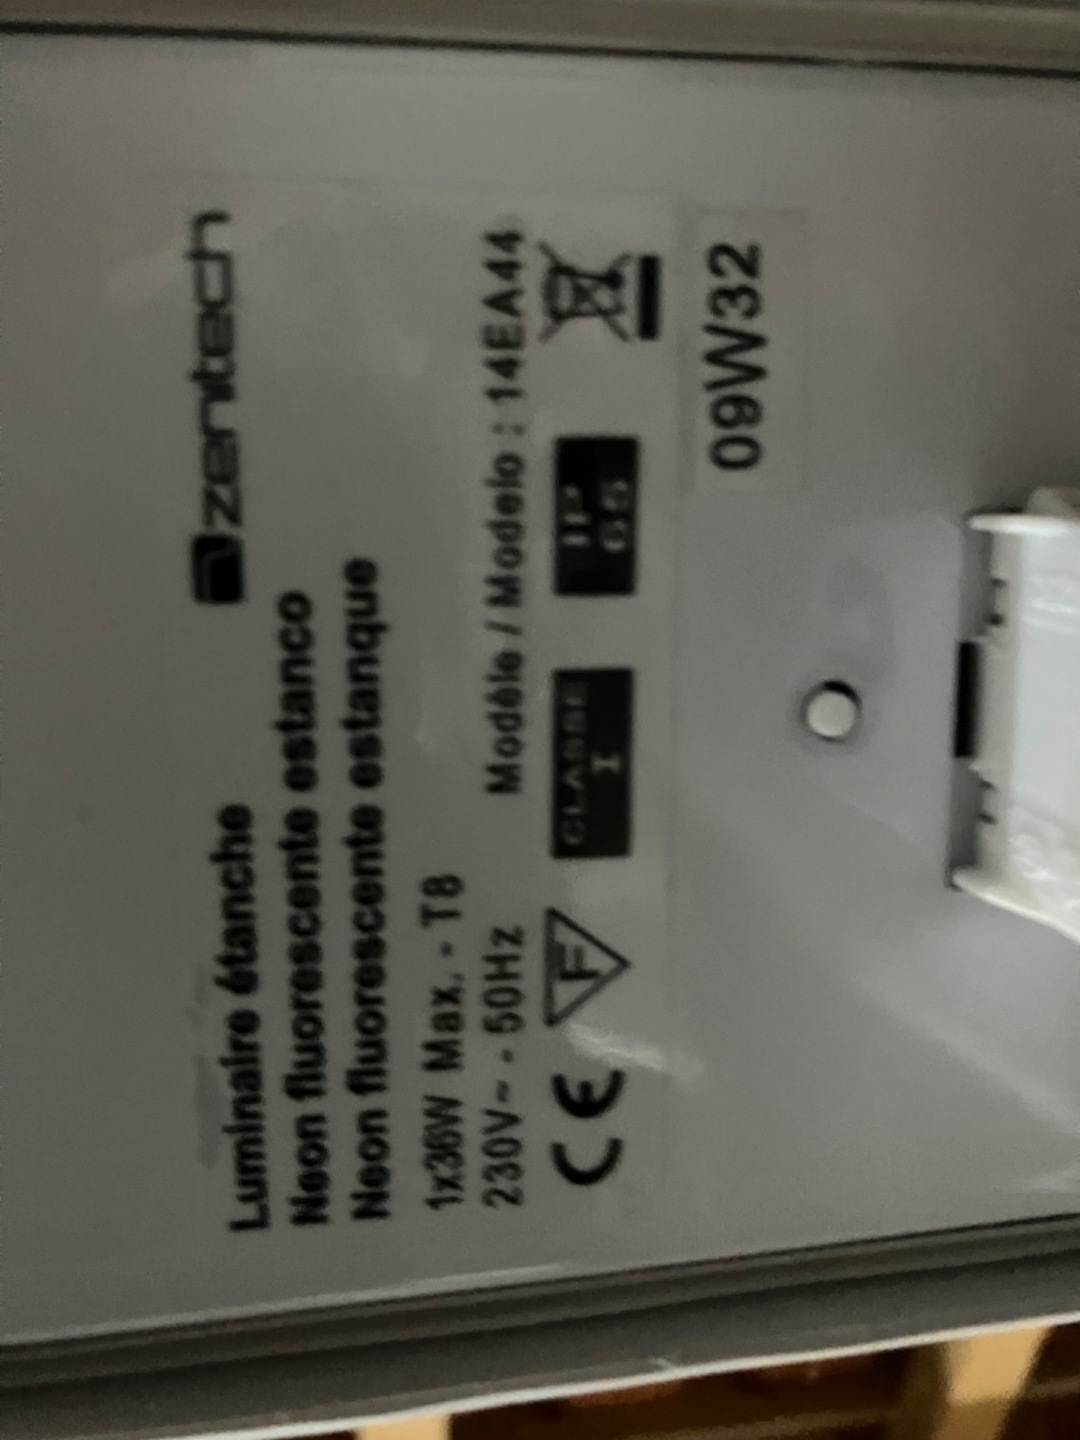 zenitech
Luminaire étanche
Neon fluorescente estanco
Neon fluorescente estanque
1x36W Max. - T8
230V~ - 50Hz
Modèle / Modelo : 14EA44
CE
F
CLASSE
I
IP
65
09W32